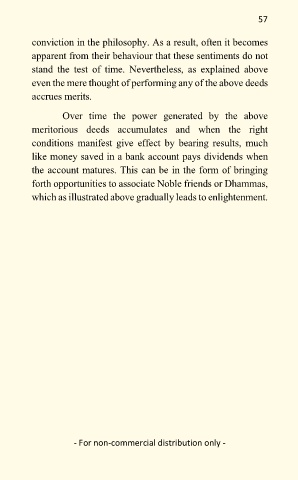 57
conviction in the philosophy. As a result, often it becomes
apparent from their behaviour that these sentiments do not
stand the test of time. Nevertheless, as explained above
even the mere thought of performing any of the above deeds
accrues merits.
Over time the power generated by the above
meritorious deeds accumulates and when the right
conditions manifest give effect by bearing results, much
like money saved in a bank account pays dividends when
the account matures. This can be in the form of bringing
forth opportunities to associate Noble friends or Dhammas,
which as illustrated above gradually leads to enlightenment.
- For non-commercial distribution only -